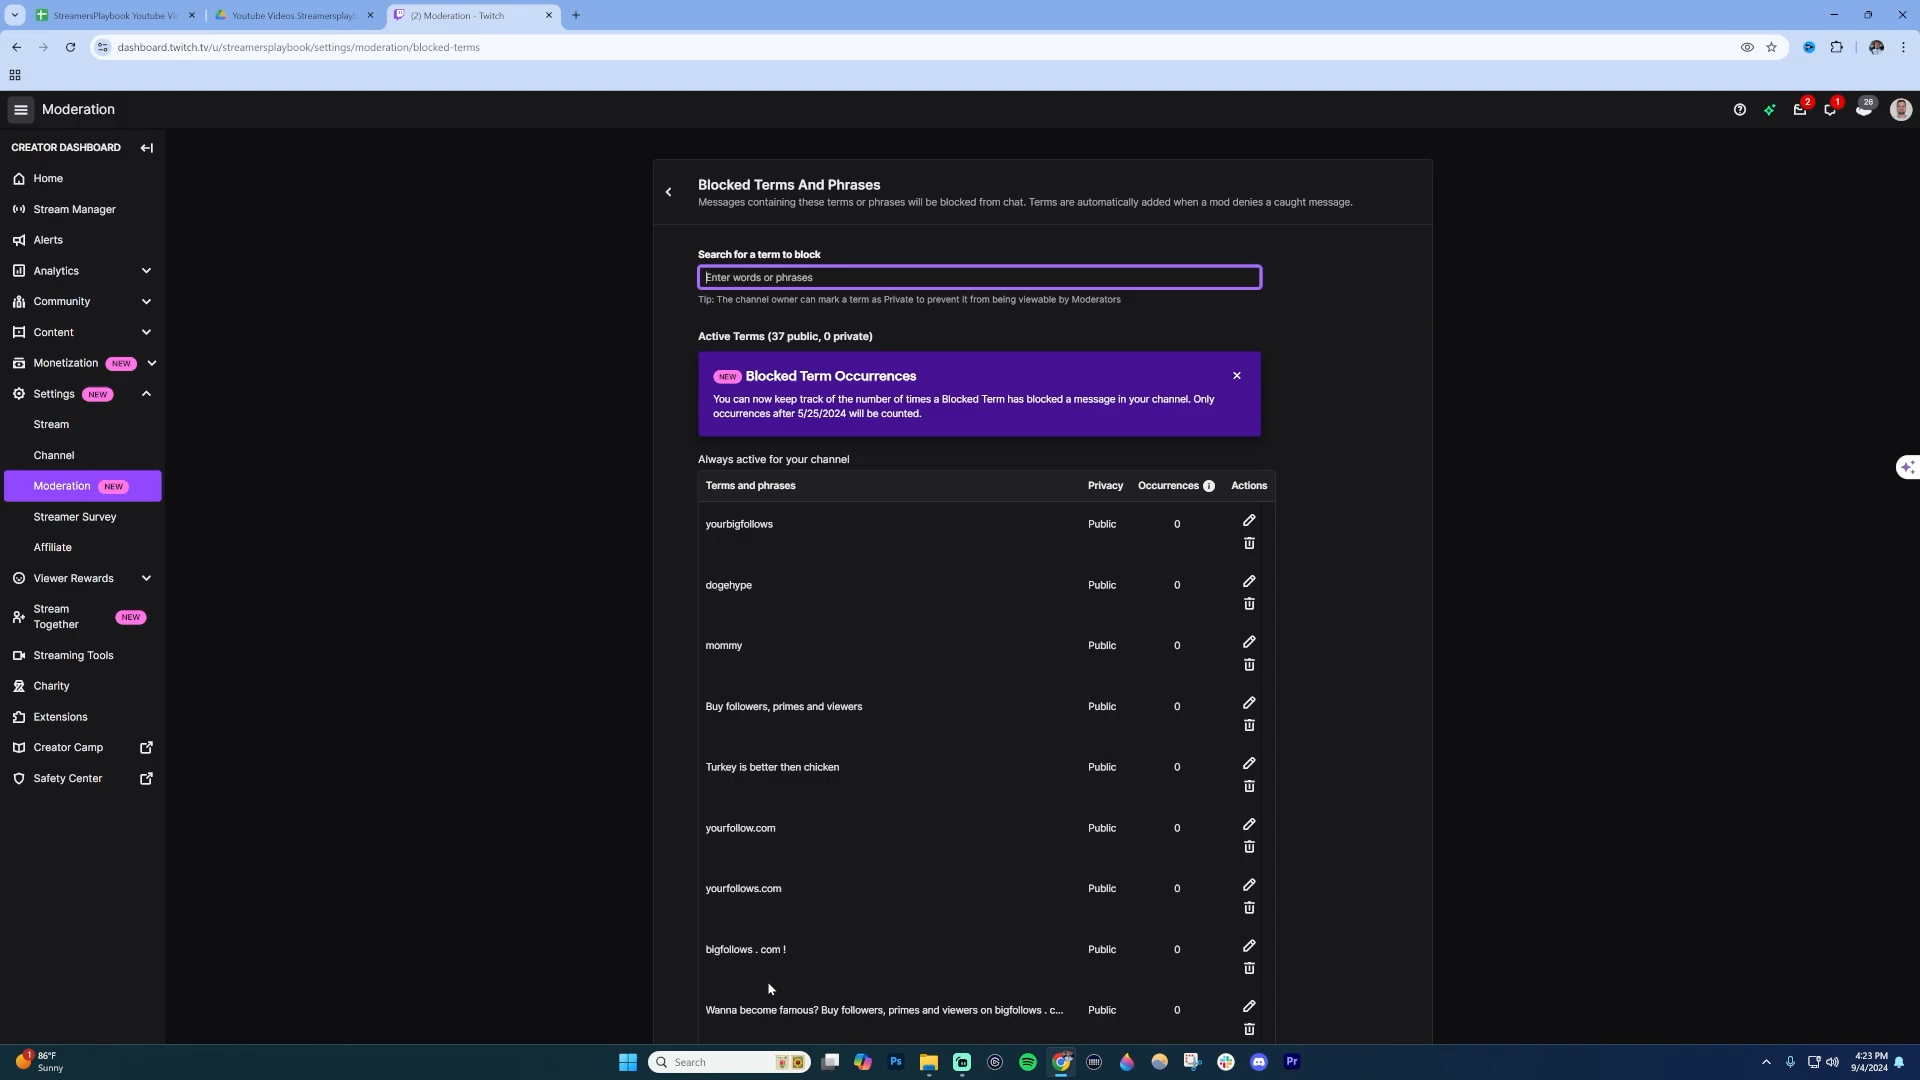 StreamersPlaybook Youtube Vi
Youtube Videos Streamersplay
(2) Moderation - Twitch
dashboard.twitch.tv/u/streamersplaybook/settings/moderation/blocked-terms
Moderation
2
1
26
CREATOR DASHBOARD
Home
Stream Manager
Alerts
Analytics
Community
Content
Monetization NEW
Settings NEW
Stream
Channel
Moderation NEW
Streamer Survey
Affiliate
Viewer Rewards
Stream
Together
NEW
Streaming Tools
Charity
Extensions
Creator Camp
Safety Center
Blocked Terms And Phrases
Messages containing these terms or phrases will be blocked from chat. Terms are automatically added when a mod denies a caught message.
Search for a term to block
Enter words or phrases
Tip: The channel owner can mark a term as Private to prevent it from being viewable by Moderators
Active Terms (37 public, 0 private)
NEW Blocked Term Occurrences
You can now keep track of the number of times a Blocked Term has blocked a message in your channel. Only
occurrences after 5/25/2024 will be counted.
Always active for your channel
Terms and phrases Privacy Occurrences Actions
yourbigfollows Public 0
dogehype Public 0
mommy Public 0
Buy followers, primes and viewers Public 0
Turkey is better then chicken Public 0
yourfollow.com Public 0
yourfollows.com Public 0
bigfollows . com ! Public 0
Wanna become famous? Buy followers, primes and viewers on bigfollows . c... Public 0
1
86°F
Sunny
Search
Ps
Pr
4:23 PM
9/4/2024